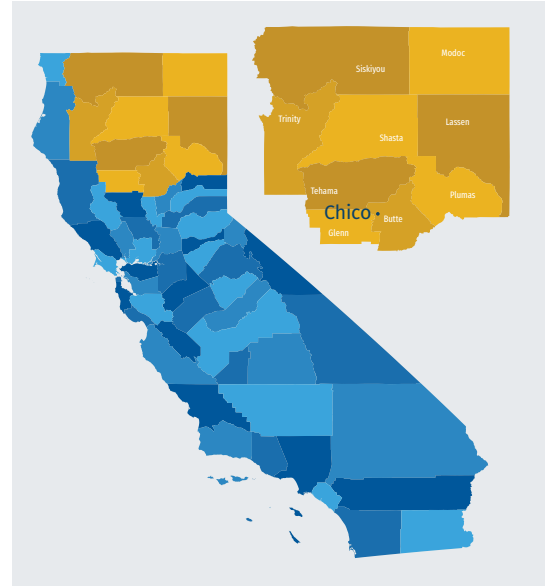 Modoc
Siskiyou
Trinity
Lassen
Shasta
Tehama
Plumas
Chico
Butte
Glenn